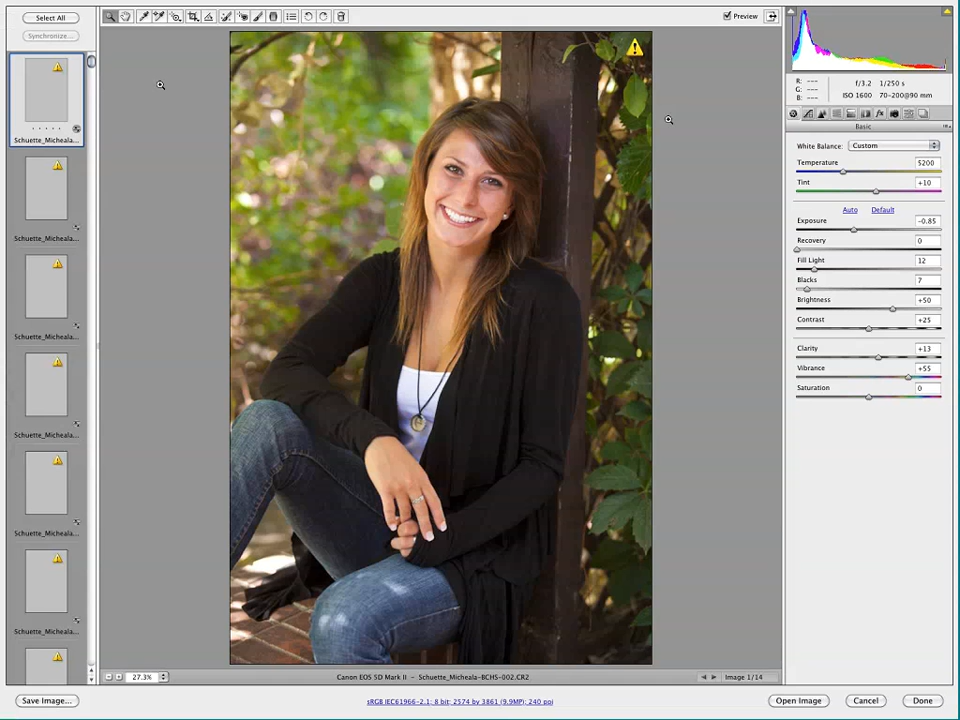 Select All
Synchronize...
Preview
Schuette_Micheala...
Schuette_Micheala...
Schuette_Micheala...
Schuette_Micheala...
Schuette_Micheala...
Schuette_Micheala...
R: ---
G: ---
B: ---
f/3.2 1/250 s
ISO 1600 70-200@90 mm
Basic
White Balance: Custom
Temperature 5200
Tint +10
Auto Default
Exposure -0.85
Recovery 0
Fill Light 12
Blacks 7
Brightness +50
Contrast +25
Clarity +13
Vibrance +55
Saturation 0
27.3%
Canon EOS 5D Mark II - Schuette_Micheala-BCHS-002.CR2
Image 1/14
Save Image...
sRGB IEC61966-2.1; 8 bit; 2574 by 3861 (9.9MP); 240 ppi
Open Image
Cancel
Done